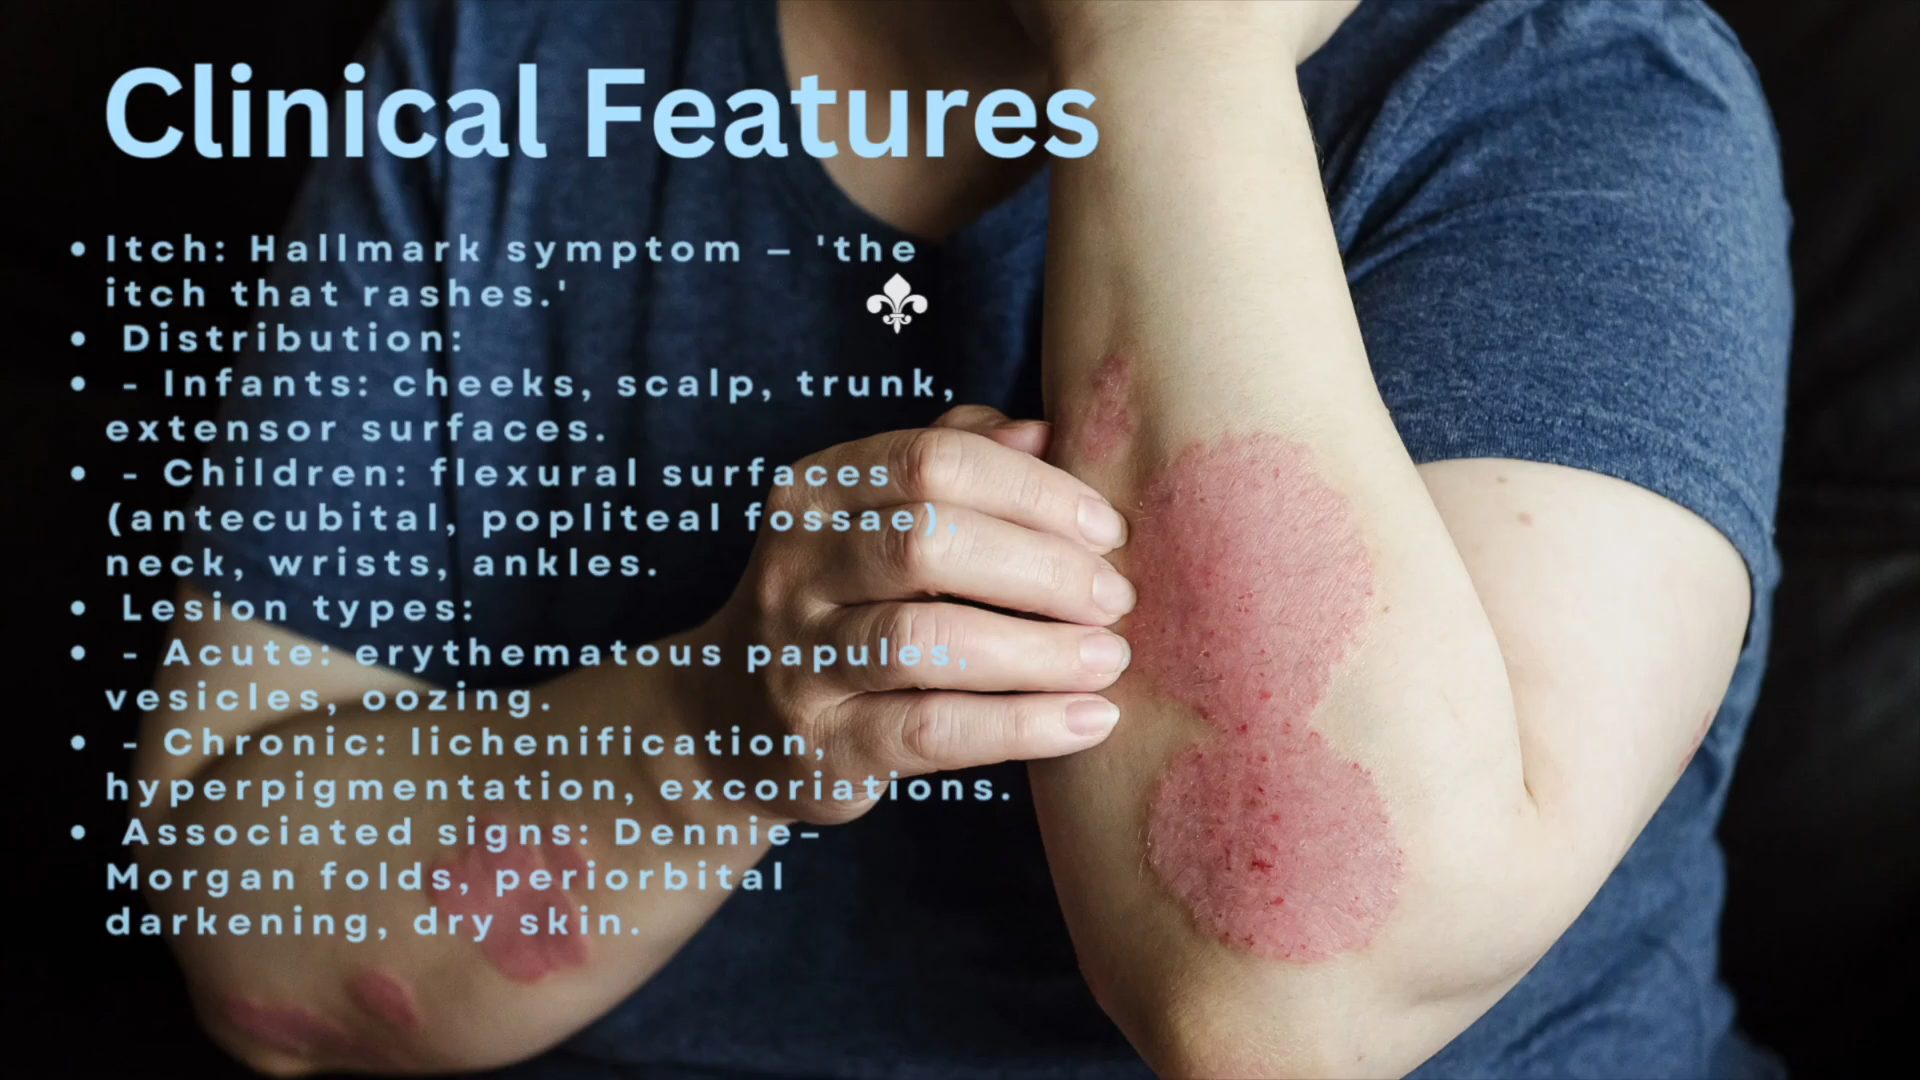 Clinical Features
• Itch: Hallmark symptom – 'the
itch that rashes.'
• Distribution:
• - Infants: cheeks, scalp, trunk,
extensor surfaces.
• - Children: flexural surfaces
(antecubital, popliteal fossae),
neck, wrists, ankles.
• Lesion types:
• - Acute: erythematous papules,
vesicles, oozing.
• - Chronic: lichenification,
hyperpigmentation, excoriations.
• Associated signs: Dennie–
Morgan folds, periorbital
darkening, dry skin.